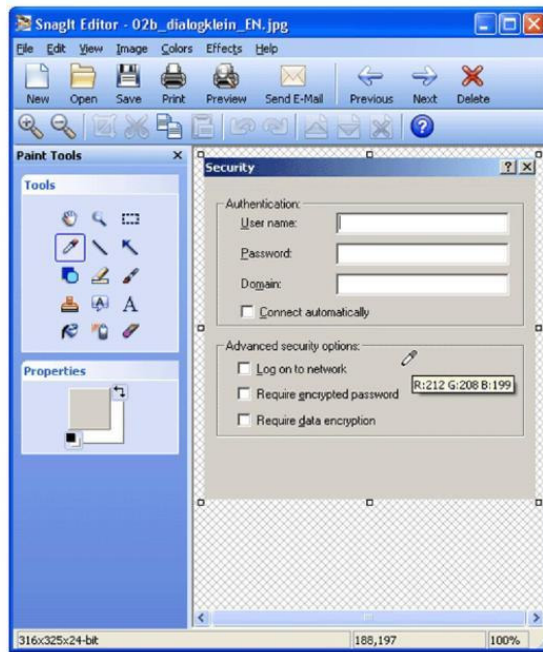 SnagIt Editor - 02b_dialogklein_EN.jpg
File Edit View Image Colors Effects Help
New Open Save Print Preview Send E-Mail Previous Next Delete
Paint Tools
Tools
Properties
Security
Authentication:
User name:
Password:
Domain:
Connect automatically
Advanced security options:
Log on to network
R:212 G:208 B:199
Require encrypted password
Require data encryption
316x325x24-bit 188,197 100%